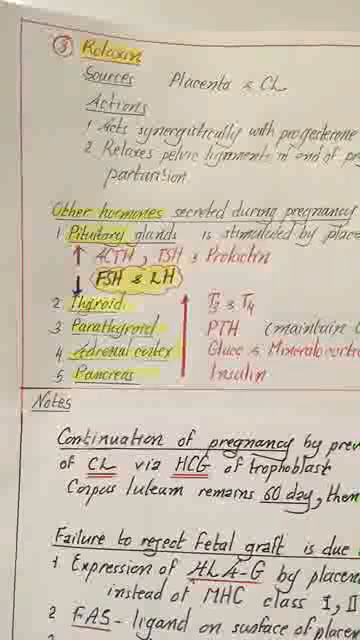 ③ Relaxin
Sources Placenta & CL
Actions
1 Acts synergistically with progesterone
2 Relaxes pelvic ligaments at end of
parturition
Other hormones secreted during pregnancy
1 Pituitary glands is stimulated by
↑ ACTH, TSH & Prolactin
↓ FSH & LH
2 Thyroid T3 & T4
3 Parathyroid PTH (maintain
4 Adrenal cortex Gluco & Mineralo
5 Pancreas Insulin
Notes
Continuation of pregnancy by
of CL via HCG of trophoblast
Corpus luteum remains 60 day, then
Failure to reject Fetal graft is due
1 Expression of HLA-G by
instead of MHC class I, II
2 FAS-ligand on surface of